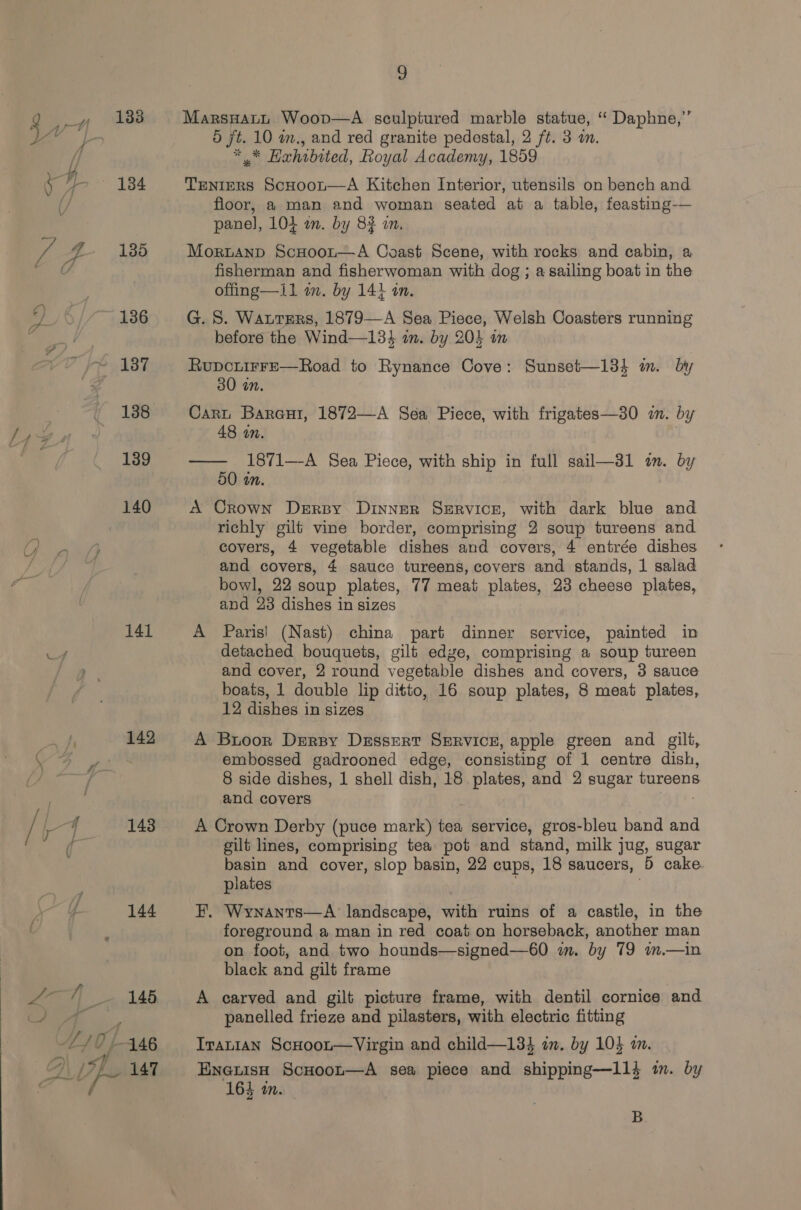 9
133 MARSHALL WOOD—A sculptured marble statue, “ Daphne,”
5 ft. 10 in., and red granite pedestal, 2 ft. 3 in.
*⁎* Exhibited, Royal Academy, 1859
134 TENIERS SCHOOL—A Kitchen Interior, utensils on bench and
floor, a man and woman seated at a table, feasting—
panel, 10½ in. by 8¾ in.
135 MORLAND SCHOOL—A Coast Scene, with rocks and cabin, a
fisherman and fisherwoman with dog ; a sailing boat in the
offing—11 in. by 14½ in.
136 G. S. WALTERS, 1879—A Sea Piece, Welsh Coasters running
before the Wind—13½ in. by 20½ in
137 RUDCLIFFE—Road to Rynance Cove : Sunset—13½ in. by
30 in.
138 CARL BARGHI, 1872—A Sea Piece, with frigates—30 in. by
48 in.
139 —— 1871—A Sea Piece, with ship in full sail—31 in. by
50 in.
140 A CROWN DERBY DINNER SERVICE, with dark blue and
richly gilt vine border, comprising 2 soup tureens and
covers, 4 vegetable dishes and covers, 4 entrée dishes
and covers, 4 sauce tureens, covers and stands, 1 salad
bowl, 22 soup plates, 77 meat plates, 23 cheese plates,
and 23 dishes in sizes
141 A Paris! (Nast) china part dinner service, painted in
detached bouquets, gilt edge, comprising a soup tureen
and cover, 2 round vegetable dishes and covers, 3 sauce
boats, 1 double lip ditto, 16 soup plates, 8 meat plates,
12 dishes in sizes
142 A BLOOR DERBY DESSERT SERVICE, apple green and gilt,
embossed gadrooned edge, consisting of 1 centre dish,
8 side dishes, 1 shell dish, 18 plates, and 2 sugar tureens
and covers
143 A Crown Derby (puce mark) tea service, gros-bleu band and
gilt lines, comprising tea pot and stand, milk jug, sugar
basin and cover, slop basin, 22 cups, 18 saucers, 5 cake
plates
144 F. WYNANTS—A landscape, with ruins of a castle, in the
foreground a man in red coat on horseback, another man
on foot, and two hounds—signed—60 in. by 79 in.—in
black and gilt frame
145 A carved and gilt picture frame, with dentil cornice and
panelled frieze and pilasters, with electric fitting
146 ITALIAN SCHOOL—Virgin and child—13½ in. by 10½ in.
147 ENGLISH SCHOOL—A sea piece and shipping—11½ in. by
16½ in.
B